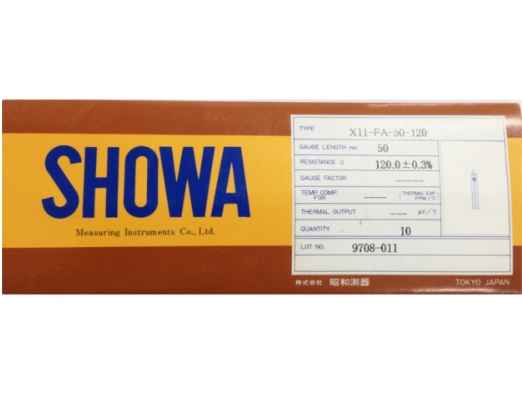 SHOWA
Measuring Instruments Co., Ltd.
TYPE X11-FA-50-120
GAUGE LENGTH mm 50
RESISTANCE Ω 120.0±0.3%
GAUGE FACTOR -----
TEMP. COMP. FOR ----- (THERMAL EXP. PPM/°C)
THERMAL OUTPUT ----- με/°C
QUANTITY 10
LOT NO. 9708-011
株式会社 昭和測器
TOKYO JAPAN